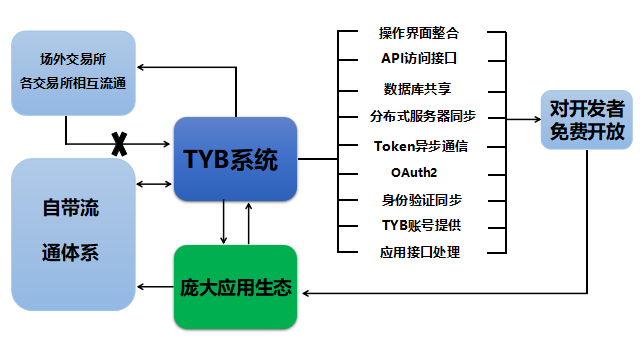 场外交易所
各交易所相互流通
TYB系统
自带流
通体系
庞大应用生态
操作界面整合
API访问接口
数据库共享
分布式服务器同步
Token异步通信
OAuth2
身份验证同步
TYB账号提供
应用接口处理
对开发者
免费开放